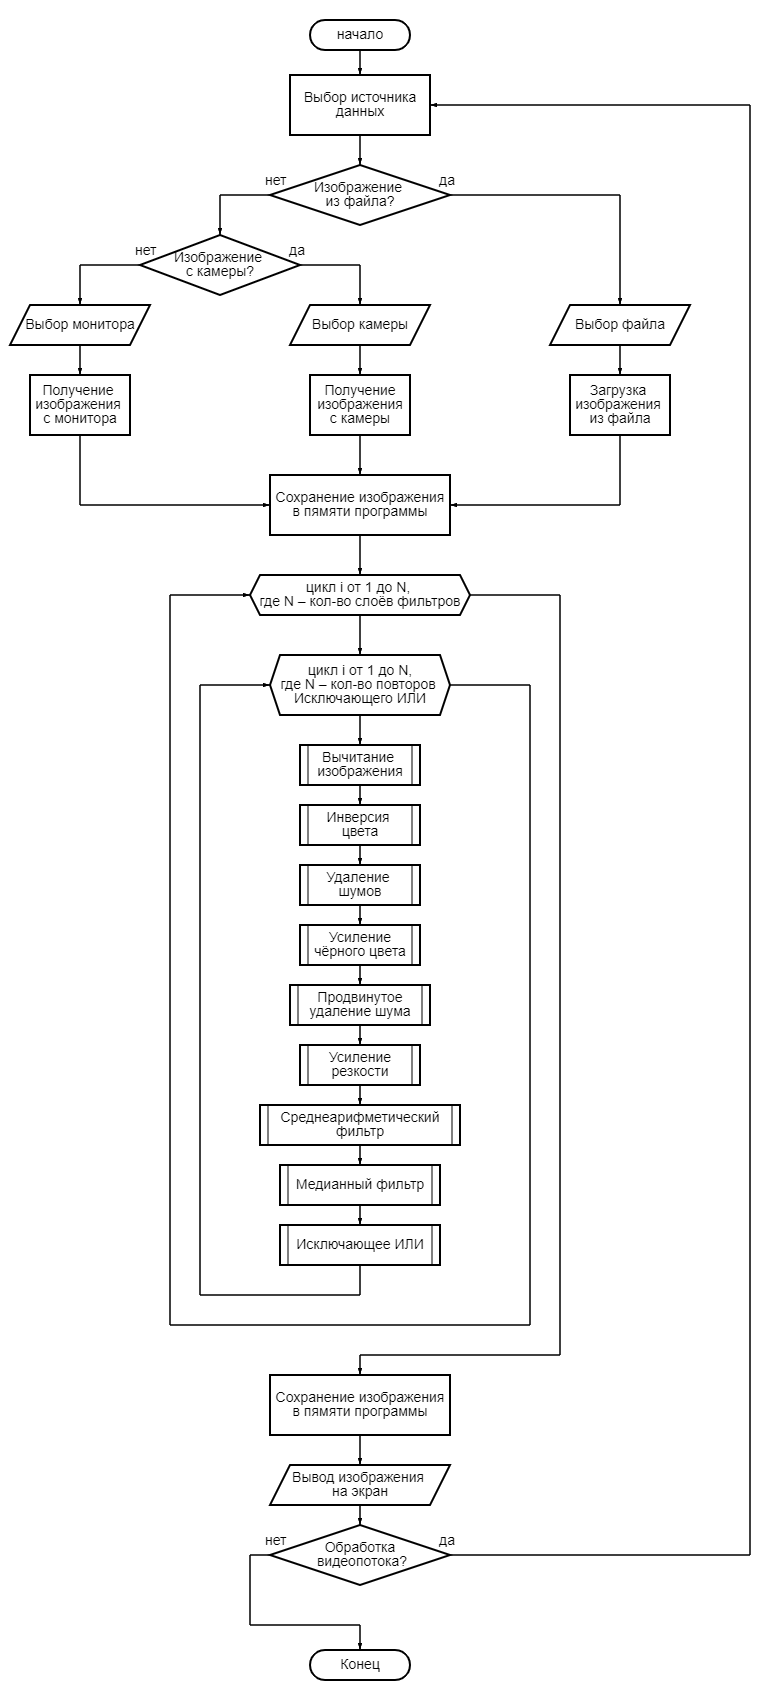 начало
Выбор источника
данных
нет
да
Изображение
из файла?
нет
да
Изображение
с камеры?
Выбор монитора
Выбор камеры
Выбор файла
Получение
изображения
с монитора
Получение
изображения
с камеры
Загрузка
изображения
из файла
Сохранение изображения
в пямяти программы
цикл i от 1 до N,
где N – кол-во слоёв фильтров
цикл i от 1 до N,
где N – кол-во повторов
Исключающего ИЛИ
Вычитание
изображения
Инверсия
цвета
Удаление
шумов
Усиление
чёрного цвета
Продвинутое
удаление шума
Усиление
резкости
Среднеарифметический
фильтр
Медианный фильтр
Исключающее ИЛИ
Сохранение изображения
в пямяти программы
Вывод изображения
на экран
нет
да
Обработка
видеопотока?
Конец